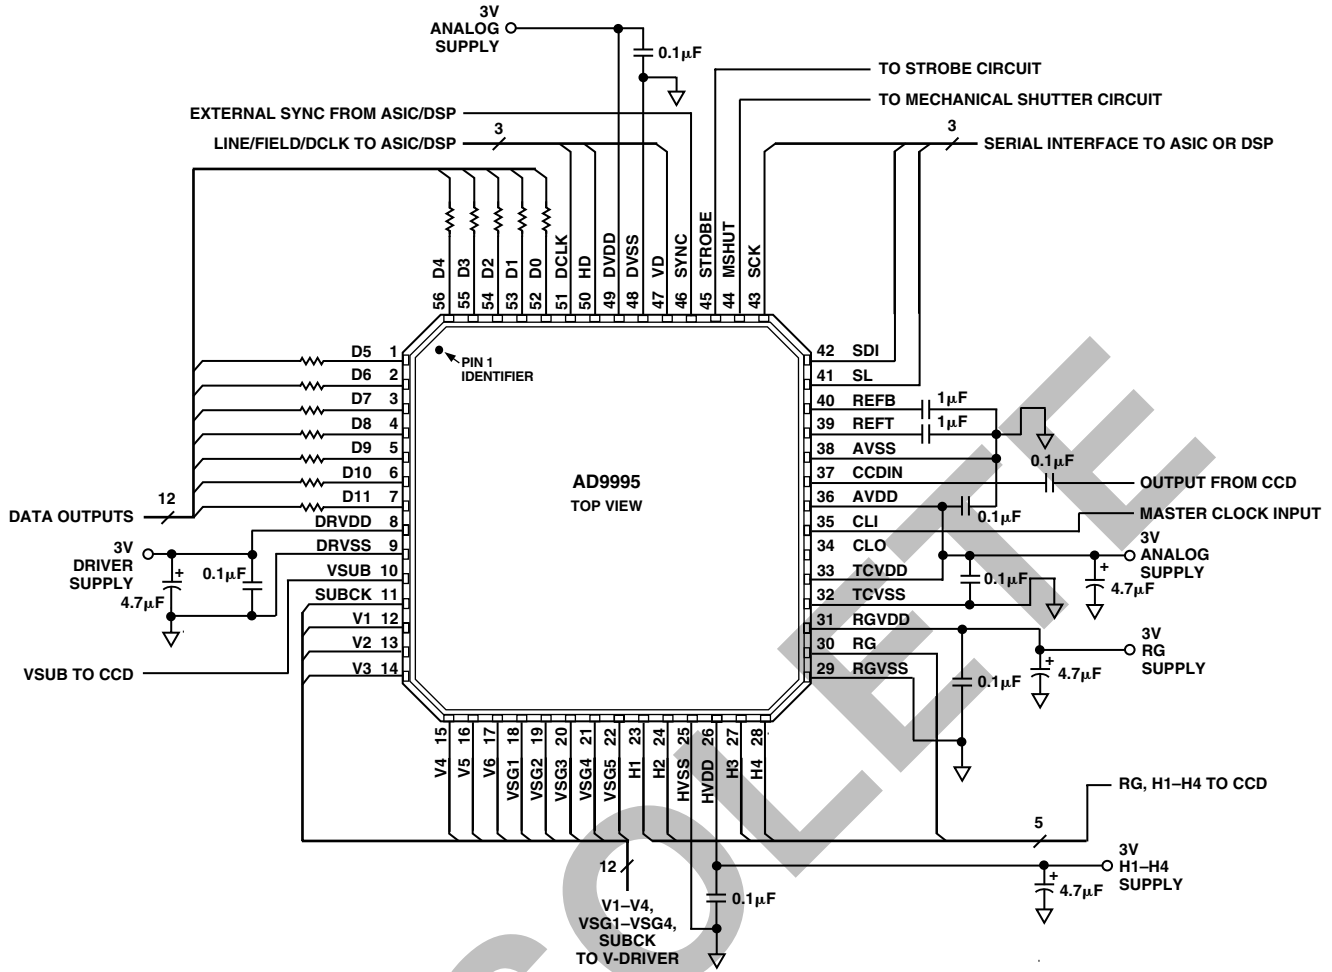 3V
ANALOG
SUPPLY
0.1μF
TO STROBE CIRCUIT
TO MECHANICAL SHUTTER CIRCUIT
EXTERNAL SYNC FROM ASIC/DSP
3
LINE/FIELD/DCLK TO ASIC/DSP
3
SERIAL INTERFACE TO ASIC OR DSP
56 D4
55 D3
54 D2
53 D1
52 D0
51 DCLK
50 HD
49 DVDD
48 DVSS
47 VD
46 SYNC
45 STROBE
44 MSHUT
43 SCK
D5 1
D6 2
D7 3
D8 4
D9 5
D10 6
D11 7
DRVDD 8
DRVSS 9
VSUB 10
SUBCK 11
V1 12
V2 13
V3 14
PIN 1
IDENTIFIER
AD9995
TOP VIEW
12
DATA OUTPUTS
3V
DRIVER
SUPPLY
+
4.7μF
0.1μF
VSUB TO CCD
42 SDI
41 SL
40 REFB
39 REFT
38 AVSS
37 CCDIN
36 AVDD
35 CLI
34 CLO
33 TCVDD
32 TCVSS
31 RGVDD
30 RG
29 RGVSS
1μF
1μF
0.1μF
OUTPUT FROM CCD
0.1μF
MASTER CLOCK INPUT
3V
ANALOG
SUPPLY
0.1μF
+
4.7μF
3V
RG
SUPPLY
0.1μF
+
4.7μF
V4 15
V5 16
V6 17
VSG1 18
VSG2 19
VSG3 20
VSG4 21
VSG5 22
H1 23
H2 24
HVSS 25
HVDD 26
H3 27
H4 28
RG, H1–H4 TO CCD
5
3V
H1–H4
SUPPLY
+
4.7μF
0.1μF
12
V1–V4,
VSG1–VSG4,
SUBCK
TO V-DRIVER
OBSOLETE